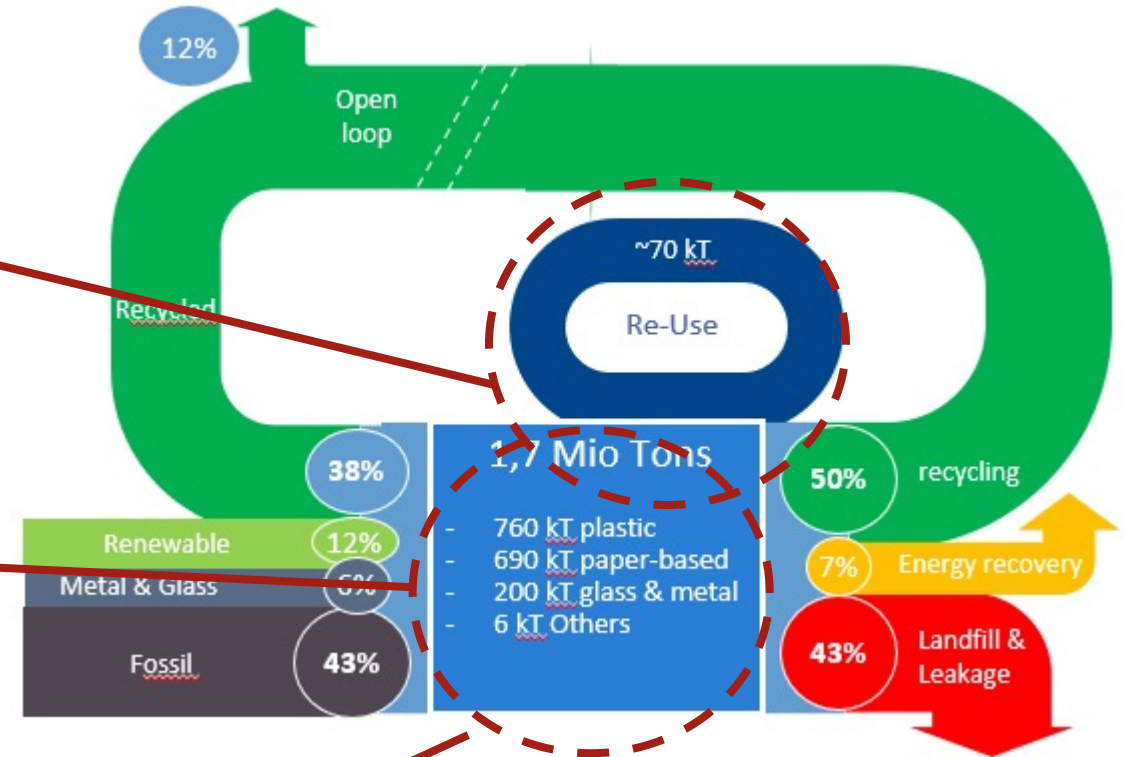 12%
Open
loop
~70 kT
Re-Use
Recycled
1,7 Mio Tons
38%
50%
recycling
- 760 kT plastic
- 690 kT paper-based
- 200 kT glass & metal
- 6 kT Others
Renewable
12%
7%
Energy recovery
Metal & Glass
6%
Fossil
43%
43%
Landfill &
Leakage